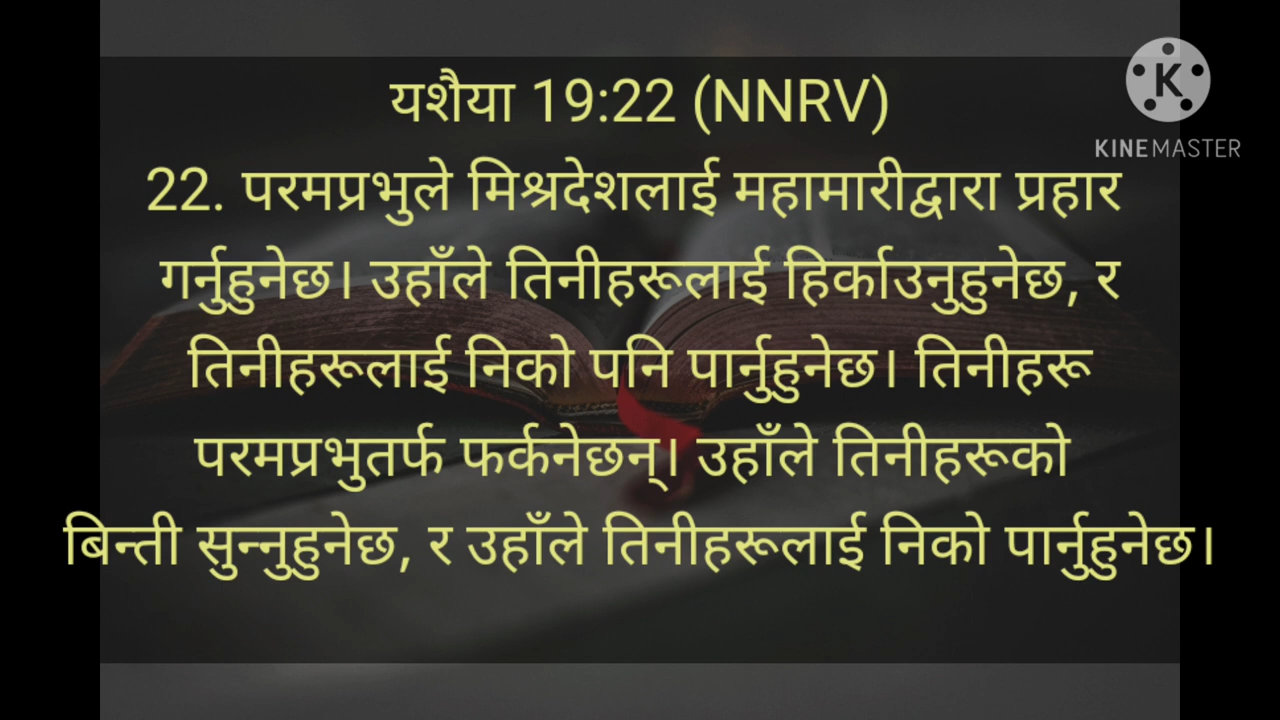 यशैया 19:22 (NNRV)
KINEMASTER
22. परमप्रभुले मिश्रदेशलाई महामारीद्वारा प्रहार
गर्नुहुनेछ। उहाँले तिनीहरूलाई हिर्काउनुहुनेछ, र
तिनीहरूलाई निको पनि पार्नुहुनेछ। तिनीहरू
परमप्रभुतर्फ फर्कनेछन्। उहाँले तिनीहरूको
बिन्ती सुन्नुहुनेछ, र उहाँले तिनीहरूलाई निको पार्नुहुनेछ।